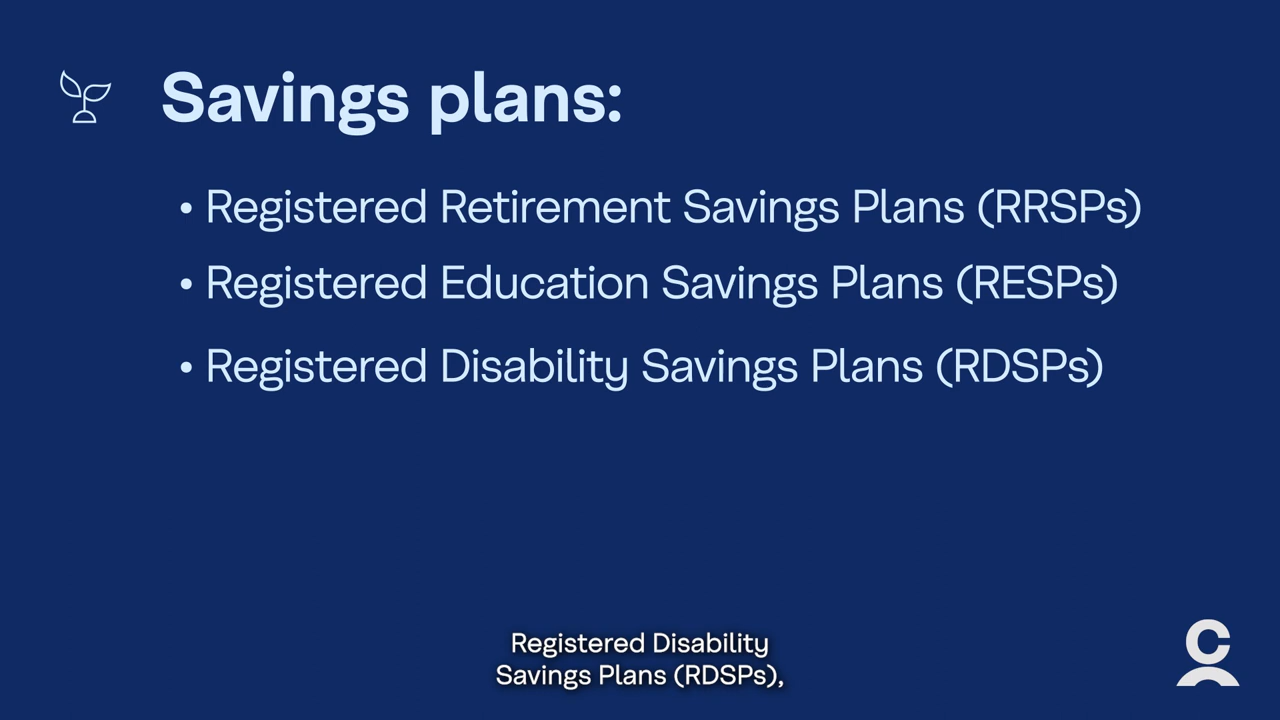 Savings plans:
• Registered Retirement Savings Plans (RRSPs)
• Registered Education Savings Plans (RESPs)
• Registered Disability Savings Plans (RDSPs)
Registered Disability
Savings Plans (RDSPs),
C